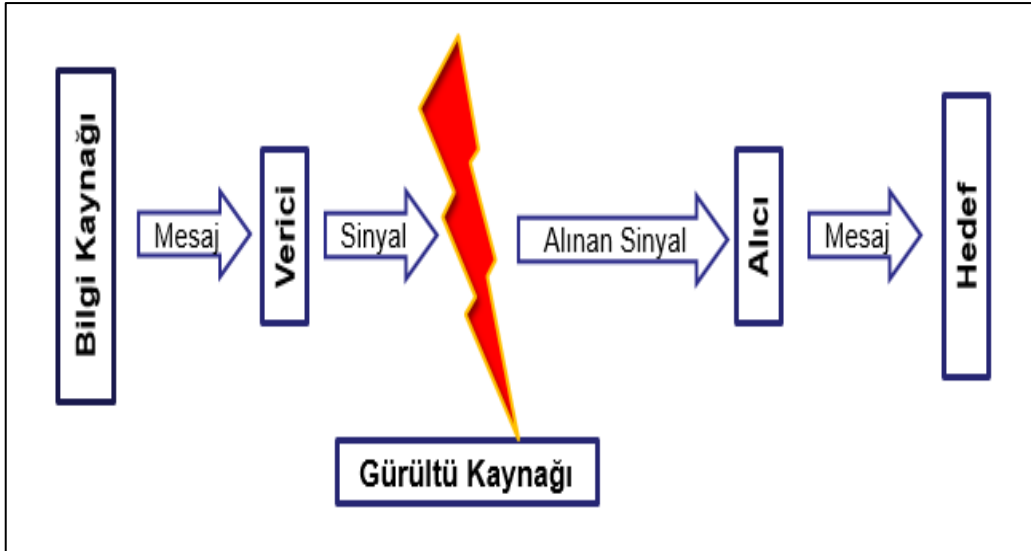 Bilgi Kaynağı
Mesaj
Verici
Sinyal
Alınan Sinyal
Alıcı
Mesaj
Hedef
Gürültü Kaynağı